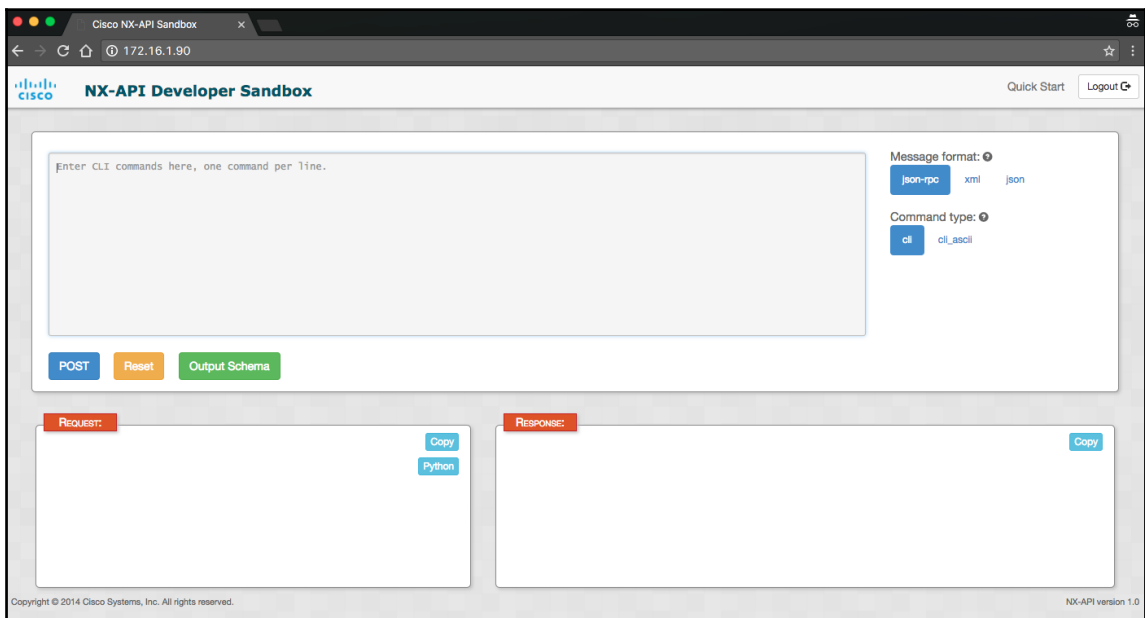 Cisco NX-API Sandbox
172.16.1.90
CISCO
NX-API Developer Sandbox
Quick Start
Logout
Enter CLI commands here, one command per line.
Message format:
json-rpc xml json
Command type:
cli cli_ascii
POST Reset Output Schema
REQUEST:
Copy
Python
RESPONSE:
Copy
Copyright © 2014 Cisco Systems, Inc. All rights reserved.
NX-API version 1.0